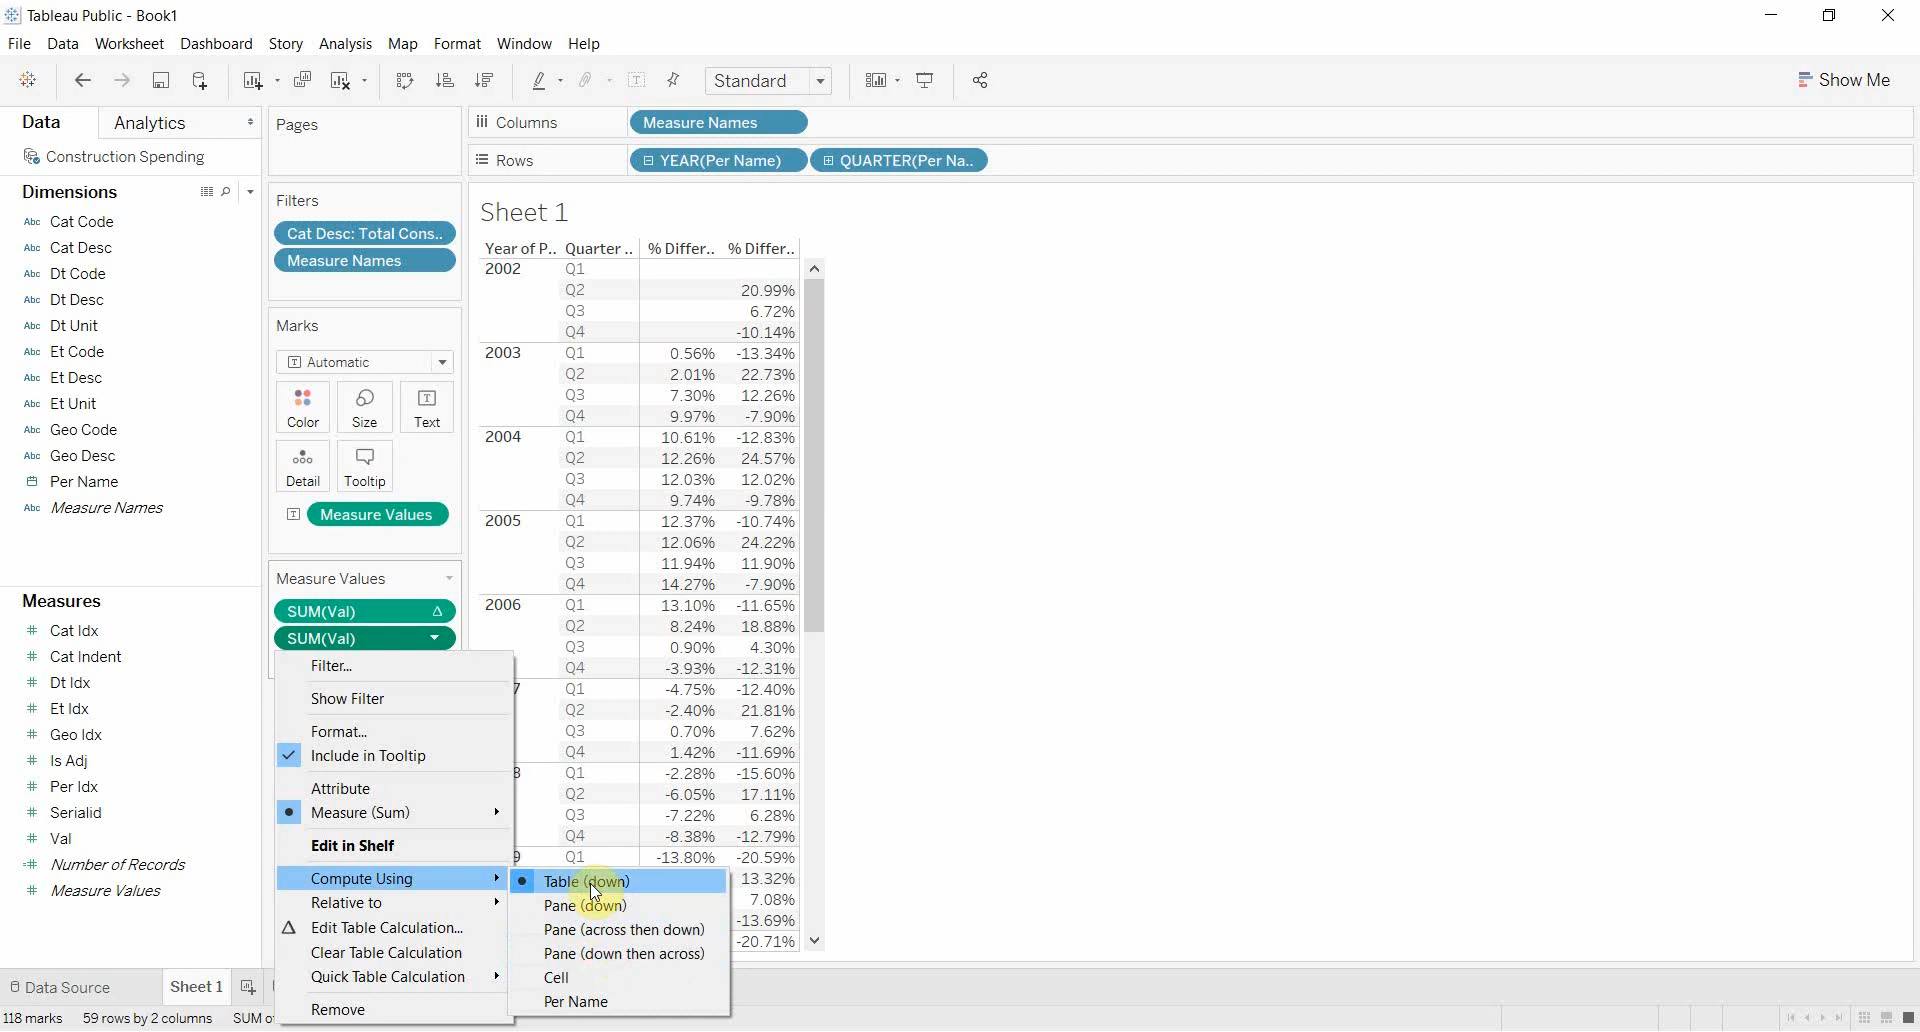 Tableau Public - Book1
File Data Worksheet Dashboard Story Analysis Map Format Window Help
Standard
Show Me
Data Analytics
Construction Spending
Dimensions
Abc Cat Code
Abc Cat Desc
Abc Dt Code
Abc Dt Desc
Abc Dt Unit
Abc Et Code
Abc Et Desc
Abc Et Unit
Abc Geo Code
Abc Geo Desc
Per Name
Abc Measure Names
Measures
# Cat Idx
# Cat Indent
# Dt Idx
# Et Idx
# Geo Idx
# Is Adj
# Per Idx
# Serialid
# Val
=# Number of Records
# Measure Values
Pages
Filters
Cat Desc: Total Cons..
Measure Names
Marks
Automatic
Color Size Text
Detail Tooltip
Measure Values
Measure Values
SUM(Val)
SUM(Val)
Columns Measure Names
Rows YEAR(Per Name) QUARTER(Per Na..
Sheet 1
Year of P.. Quarter .. % Differ.. % Differ..
2002 Q1
Q2 20.99%
Q3 6.72%
Q4 -10.14%
2003 Q1 0.56% -13.34%
Q2 2.01% 22.73%
Q3 7.30% 12.26%
Q4 9.97% -7.90%
2004 Q1 10.61% -12.83%
Q2 12.26% 24.57%
Q3 12.03% 12.02%
Q4 9.74% -9.78%
2005 Q1 12.37% -10.74%
Q2 12.06% 24.22%
Q3 11.94% 11.90%
Q4 14.27% -7.90%
2006 Q1 13.10% -11.65%
Q2 8.24% 18.88%
Q3 0.90% 4.30%
Q4 -3.93% -12.31%
7 Q1 -4.75% -12.40%
Q2 -2.40% 21.81%
Q3 0.70% 7.62%
Q4 1.42% -11.69%
8 Q1 -2.28% -15.60%
Q2 -6.05% 17.11%
Q3 -7.22% 6.28%
Q4 -8.38% -12.79%
9 Q1 -13.80% -20.59%
13.32%
7.08%
-13.69%
-20.71%
Filter...
Show Filter
Format...
Include in Tooltip
Attribute
Measure (Sum)
Edit in Shelf
Compute Using
Relative to
Edit Table Calculation...
Clear Table Calculation
Quick Table Calculation
Remove
Table (down)
Pane (down)
Pane (across then down)
Pane (down then across)
Cell
Per Name
Data Source Sheet 1
118 marks 59 rows by 2 columns SUM